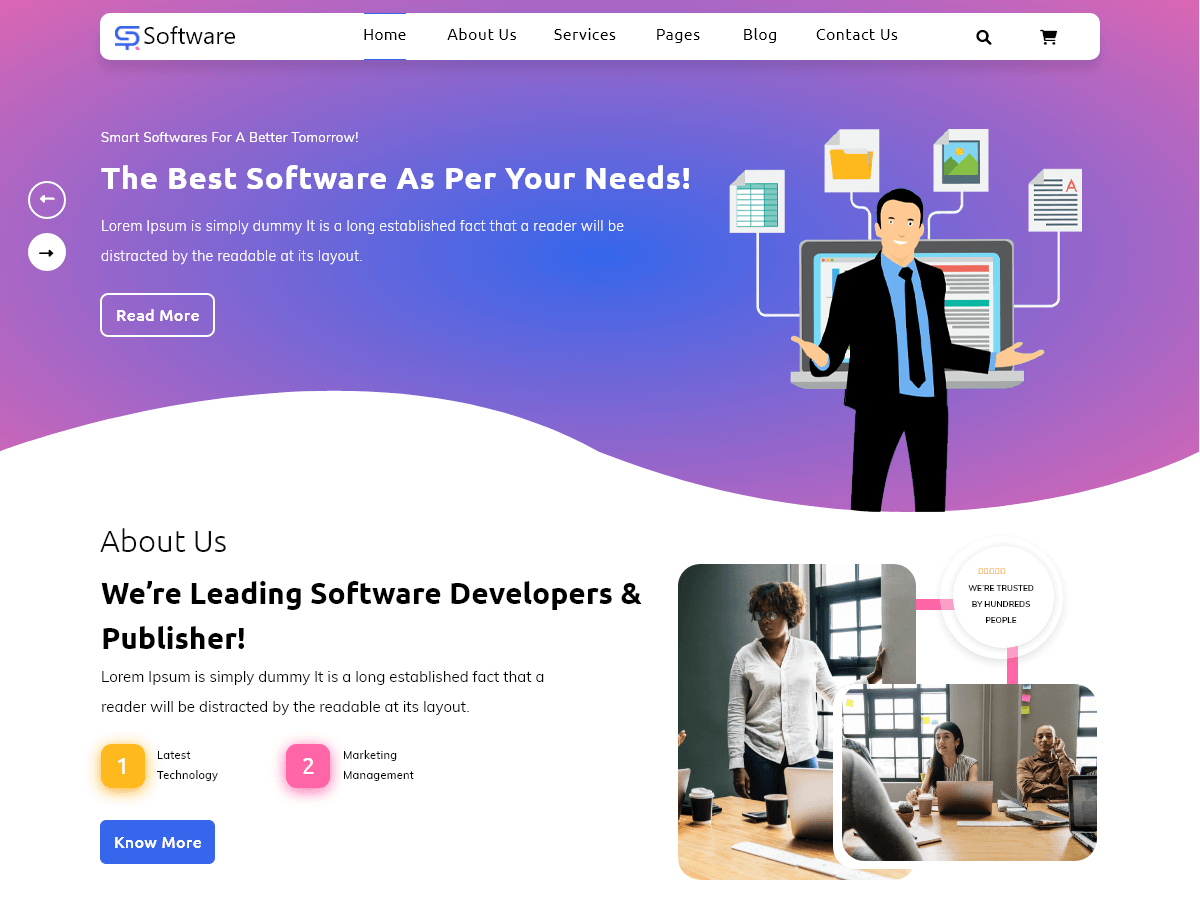 Software
Home
About Us
Services
Pages
Blog
Contact Us
Smart Softwares For A Better Tomorrow!
The Best Software As Per Your Needs!
Lorem Ipsum is simply dummy It is a long established fact that a reader will be
distracted by the readable at its layout.
Read More
A
About Us
We’re Leading Software Developers &
Publisher!
Lorem Ipsum is simply dummy It is a long established fact that a
reader will be distracted by the readable at its layout.
1
Latest
Technology
2
Marketing
Management
Know More
WE'RE TRUSTED
BY HUNDREDS
PEOPLE